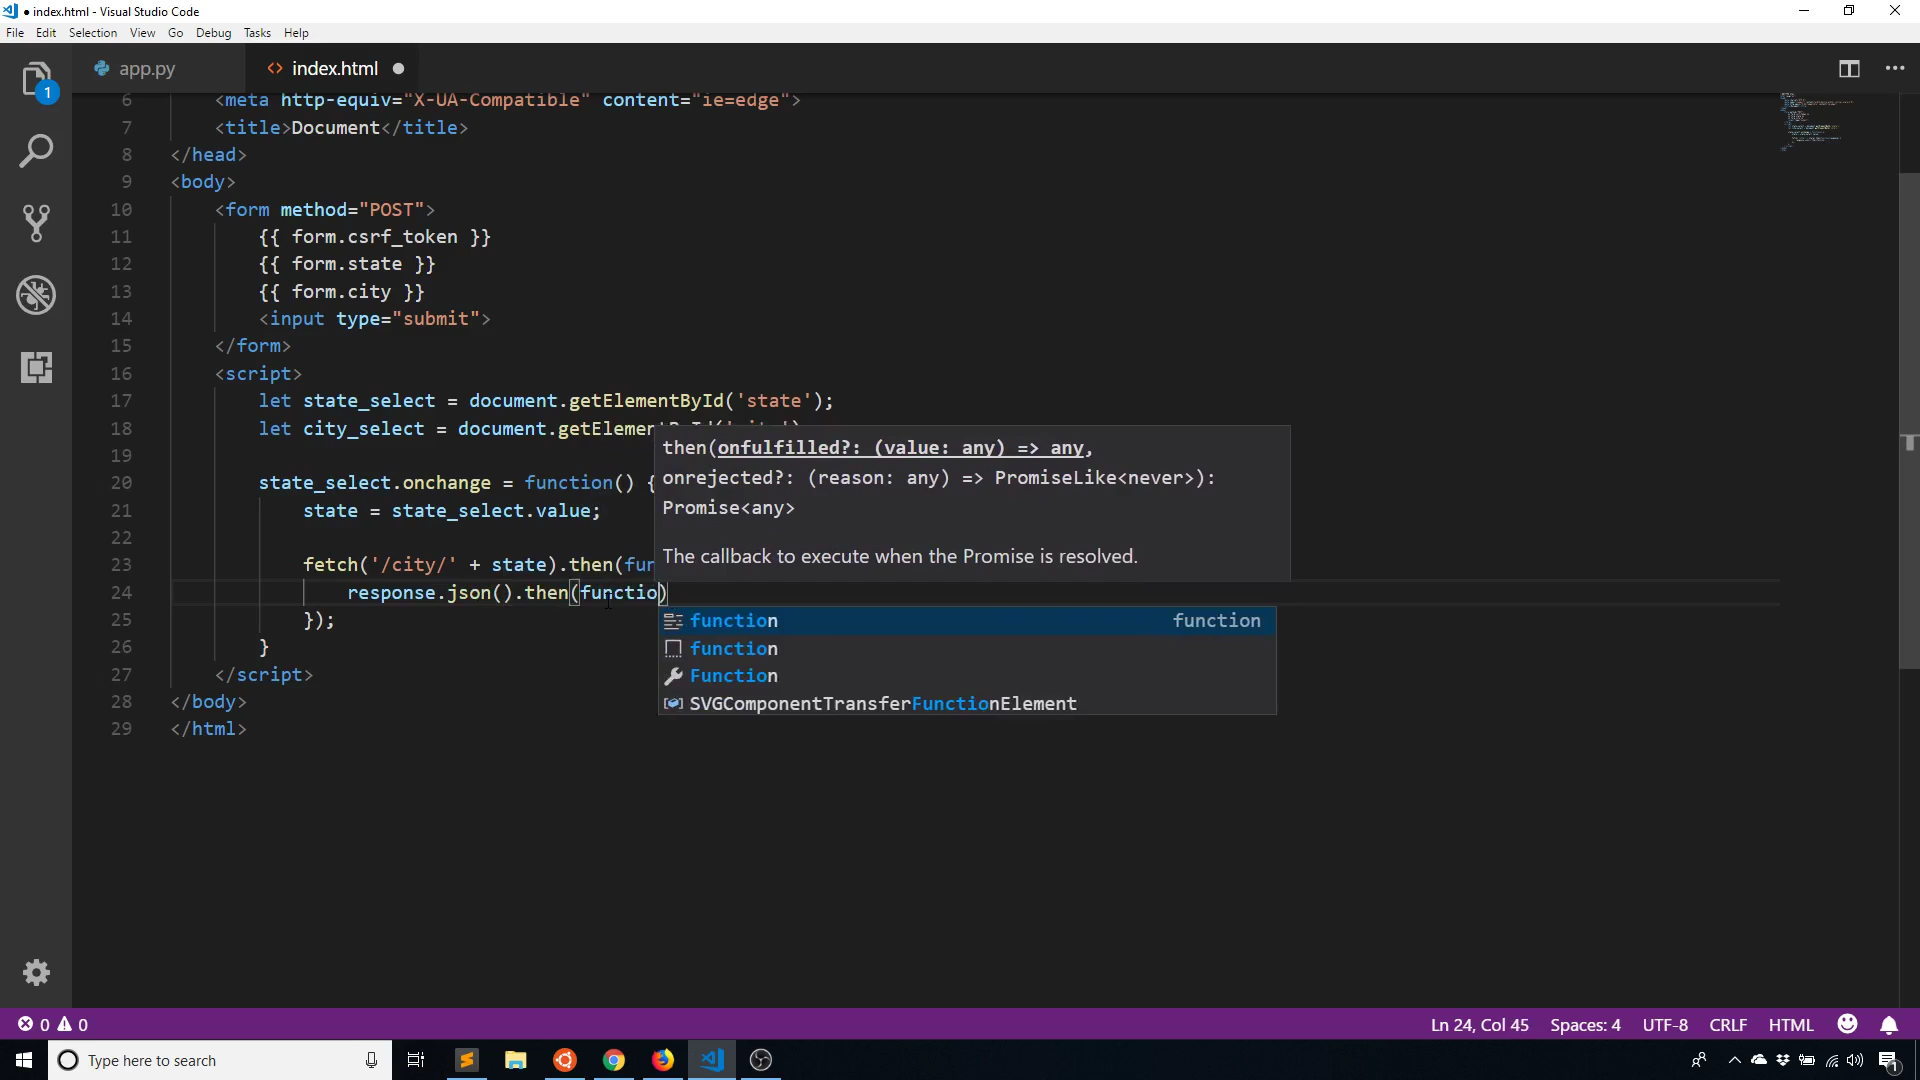 index.html - Visual Studio Code
File Edit Selection View Go Debug Tasks Help
1
app.py
index.html
6 <meta http-equiv="X-UA-Compatible" content="ie=edge">
7 <title>Document</title>
8 </head>
9 <body>
10 <form method="POST">
11 {{ form.csrf_token }}
12 {{ form.state }}
13 {{ form.city }}
14 <input type="submit">
15 </form>
16 <script>
17 let state_select = document.getElementById('state');
18 let city_select = document.getElement
19
20 state_select.onchange = function() {
21 state = state_select.value;
22
23 fetch('/city/' + state).then(fun
24 response.json().then(functio)
25 });
26 }
27 </script>
28 </body>
29 </html>
then(onfulfilled?: (value: any) => any,
onrejected?: (reason: any) => PromiseLike<never>):
Promise<any>
The callback to execute when the Promise is resolved.
function function
function
Function
SVGComponentTransferFunctionElement
0 0
Ln 24, Col 45 Spaces: 4 UTF-8 CRLF HTML
Type here to search
1